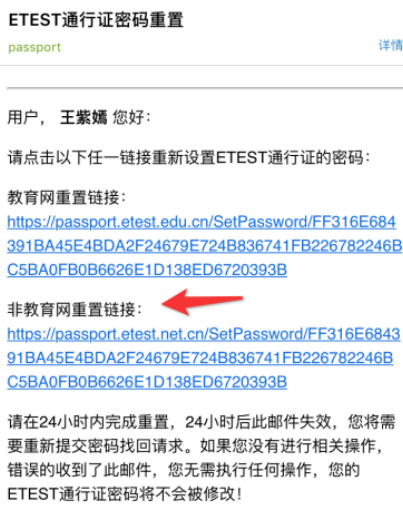 ETEST通行证密码重置
passport 详情
用户， 王紫嫣 您好：
请点击以下任一链接重新设置ETEST通行证的密码：
教育网重置链接：
https://passport.etest.edu.cn/SetPassword/FF316E684
391BA45E4BDA2F24679E724B836741FB226782246B
C5BA0FB0B6626E1D138ED6720393B
非教育网重置链接：
https://passport.etest.net.cn/SetPassword/FF316E6843
91BA45E4BDA2F24679E724B836741FB226782246B
C5BA0FB0B6626E1D138ED6720393B
请在24小时内完成重置，24小时后此邮件失效，您将需
要重新提交密码找回请求。如果您没有进行相关操作，
错误的收到了此邮件，您无需执行任何操作，您的
ETEST通行证密码将不会被修改！